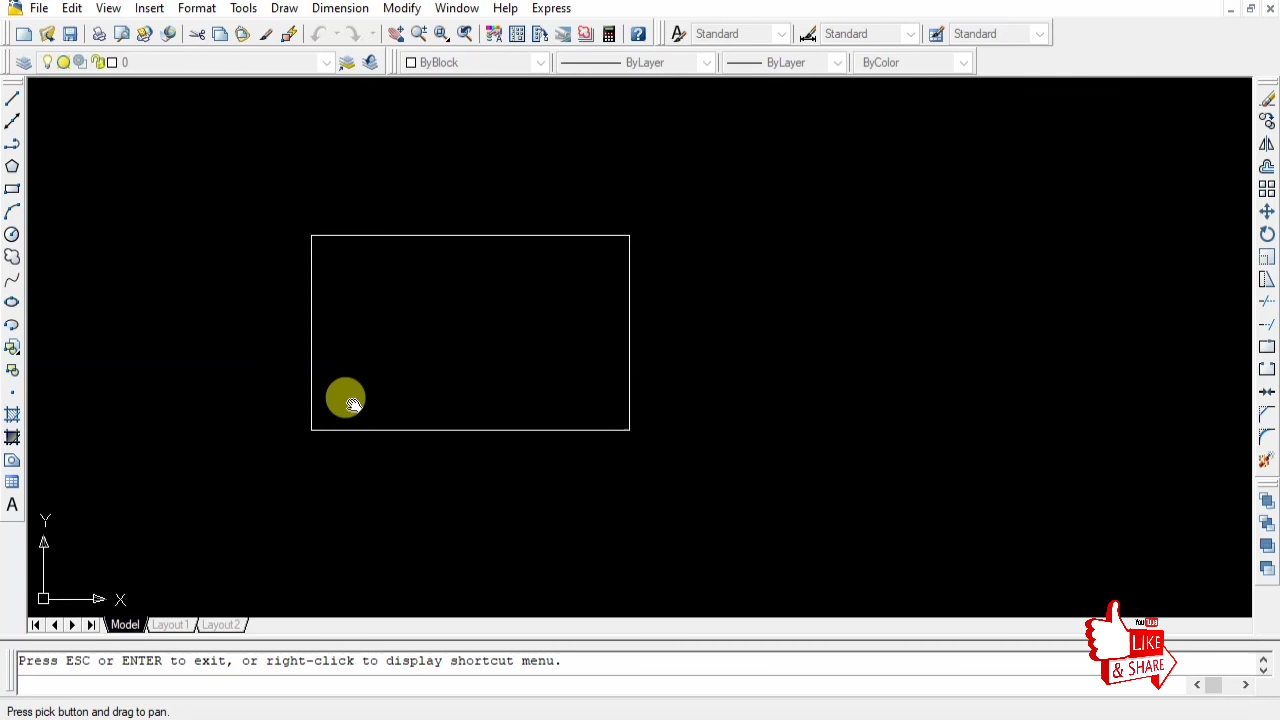 File Edit View Insert Format Tools Draw Dimension Modify Window Help Express
Standard Standard Standard
0 ByBlock ByLayer ByLayer ByColor
Y
X
Model Layout1 Layout2
You Tube
LIKE
& SHARE
Press ESC or ENTER to exit, or right-click to display shortcut menu.
Press pick button and drag to pan.